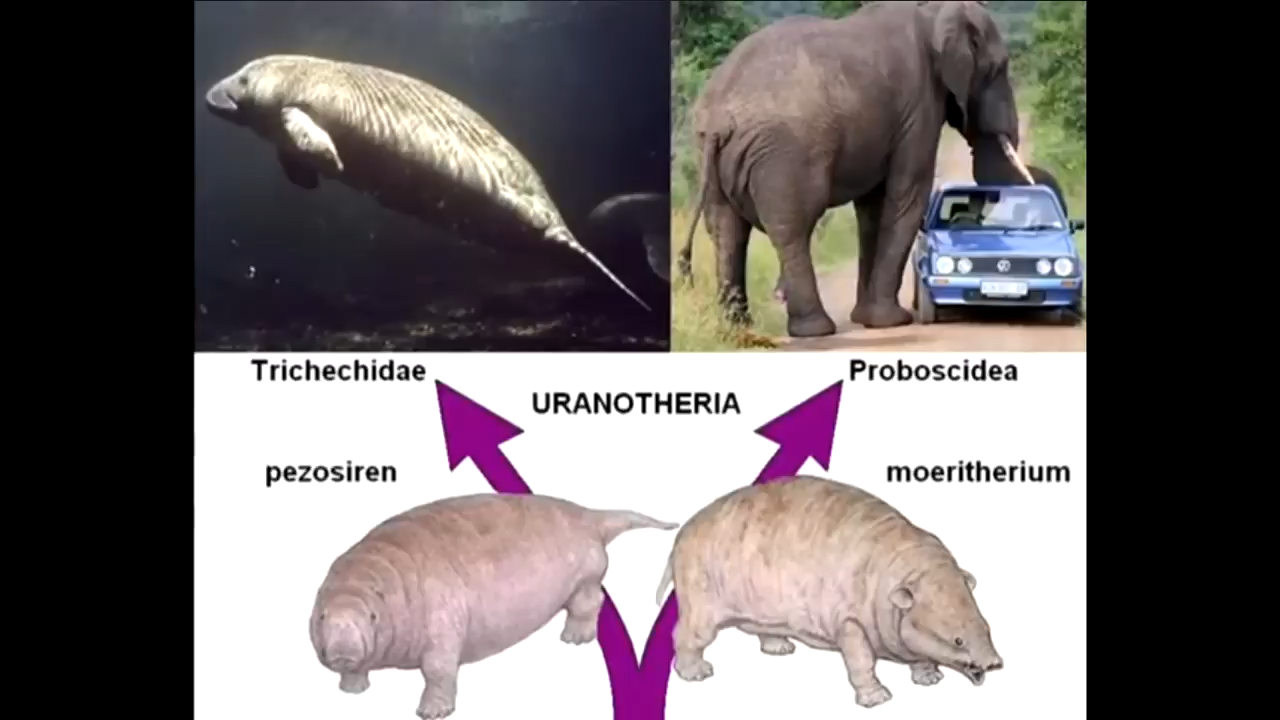 Trichechidae
Proboscidea
URANOTHERIA
pezosiren
moeritherium